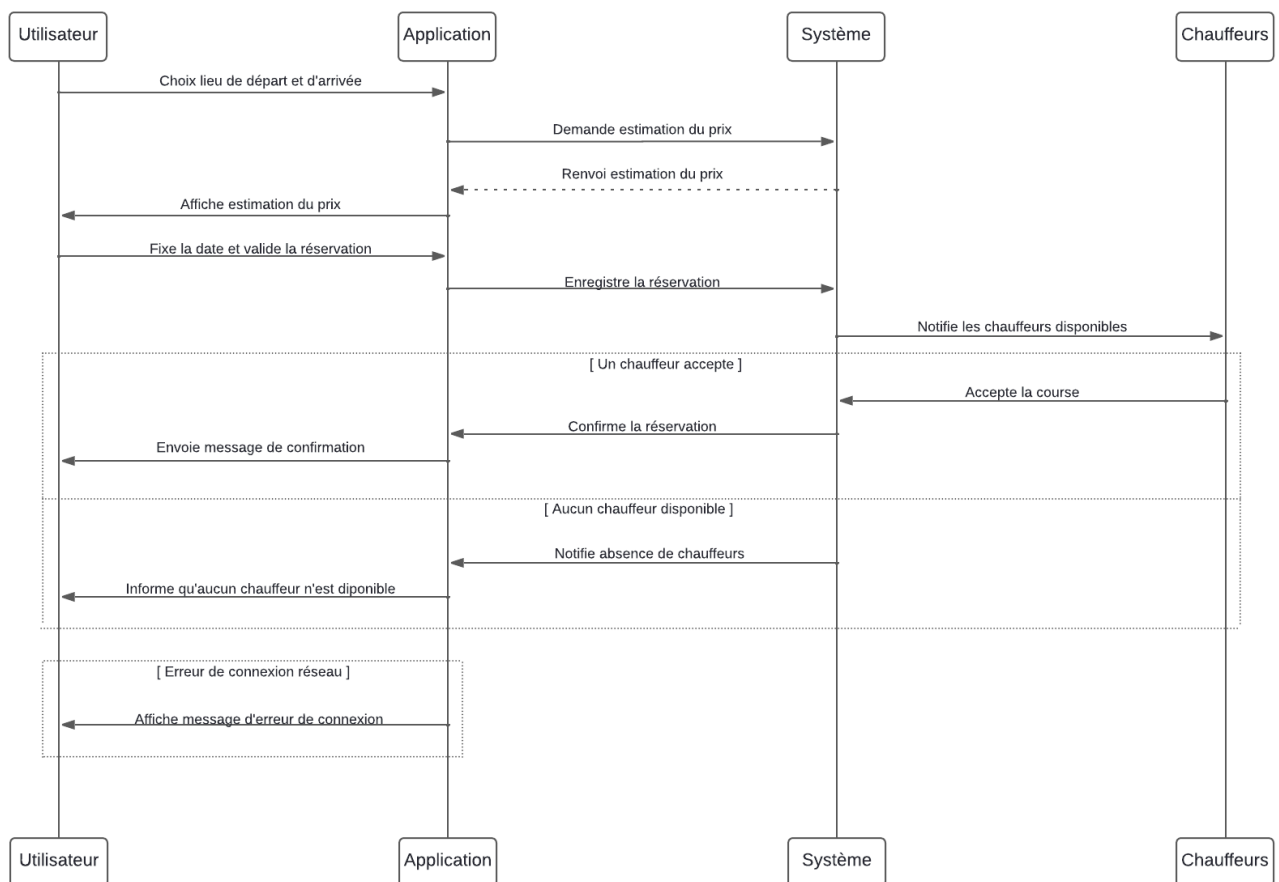 Utilisateur
Application
Système
Chauffeurs
Choix lieu de départ et d'arrivée
Demande estimation du prix
Renvoi estimation du prix
Affiche estimation du prix
Fixe la date et valide la réservation
Enregistre la réservation
Notifie les chauffeurs disponibles
[ Un chauffeur accepte ]
Accepte la course
Confirme la réservation
Envoie message de confirmation
[ Aucun chauffeur disponible ]
Notifie absence de chauffeurs
Informe qu'aucun chauffeur n'est diponible
[ Erreur de connexion réseau ]
Affiche message d'erreur de connexion
Utilisateur
Application
Système
Chauffeurs